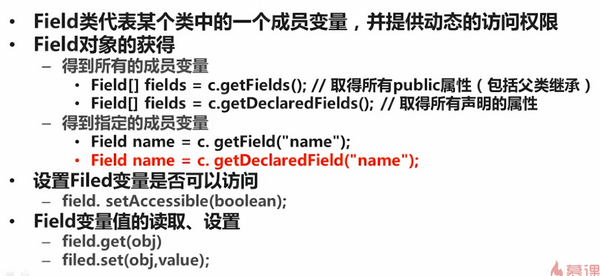 • Field类代表某个类中的一个成员变量，并提供动态的访问权限
• Field对象的获得
– 得到所有的成员变量
• Field[] fields = c.getFields(); // 取得所有public属性（包括父类继承）
• Field[] fields = c.getDeclaredFields(); // 取得所有声明的属性
– 得到指定的成员变量
• Field name = c. getField("name");
• Field name = c. getDeclaredField("name");
• 设置Filed变量是否可以访问
– field. setAccessible(boolean);
• Field变量值的读取、设置
– field.get(obj)
– filed.set(obj,value);
慕课